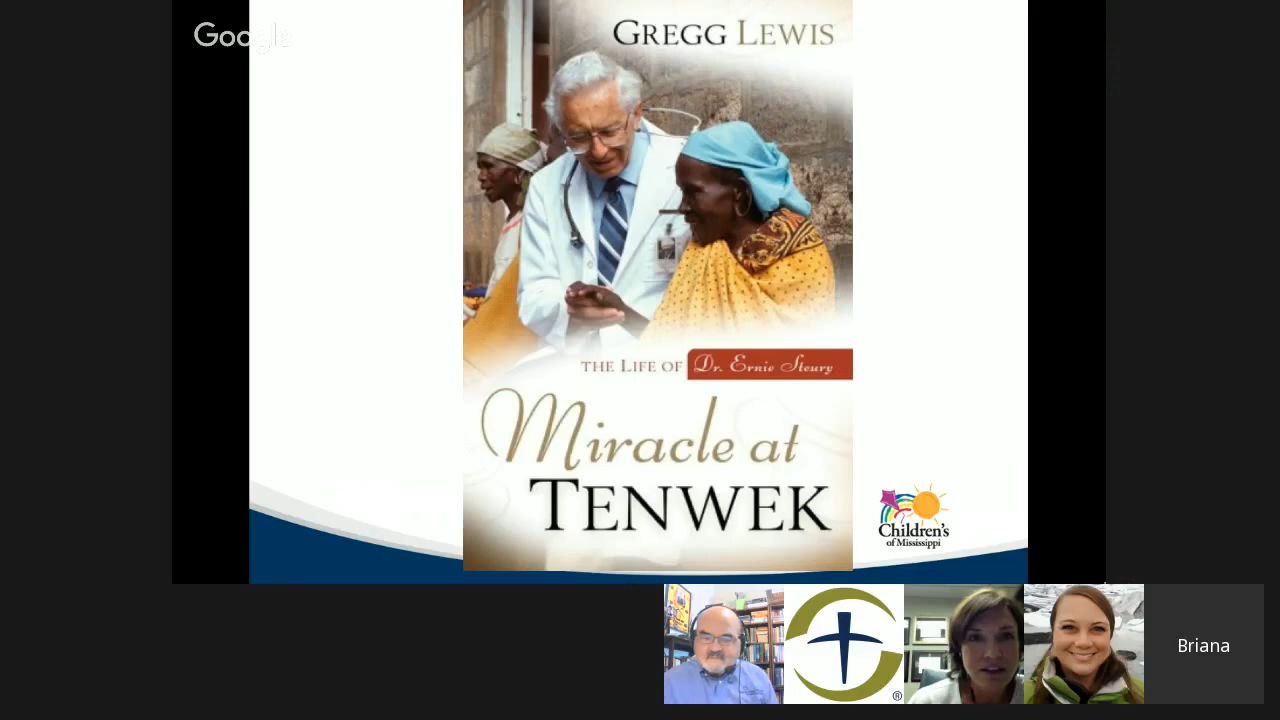 Google
GREGG LEWIS
THE LIFE OF Dr. Ernie Steury
Miracle at
TENWEK
Children's
of Mississippi
®
Briana